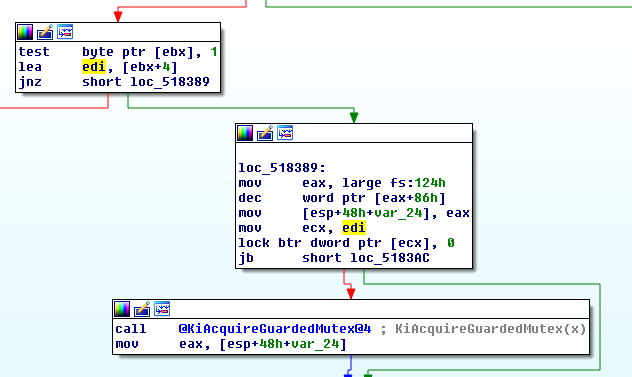 test    byte ptr [ebx], 1
lea     edi, [ebx+4]
jnz     short loc_518389
loc_518389:
mov     eax, large fs:124h
dec     word ptr [eax+86h]
mov     [esp+48h+var_24], eax
mov     ecx, edi
lock btr dword ptr [ecx], 0
jb      short loc_5183AC
call    @KiAcquireGuardedMutex@4 ; KiAcquireGuardedMutex(x)
mov     eax, [esp+48h+var_24]